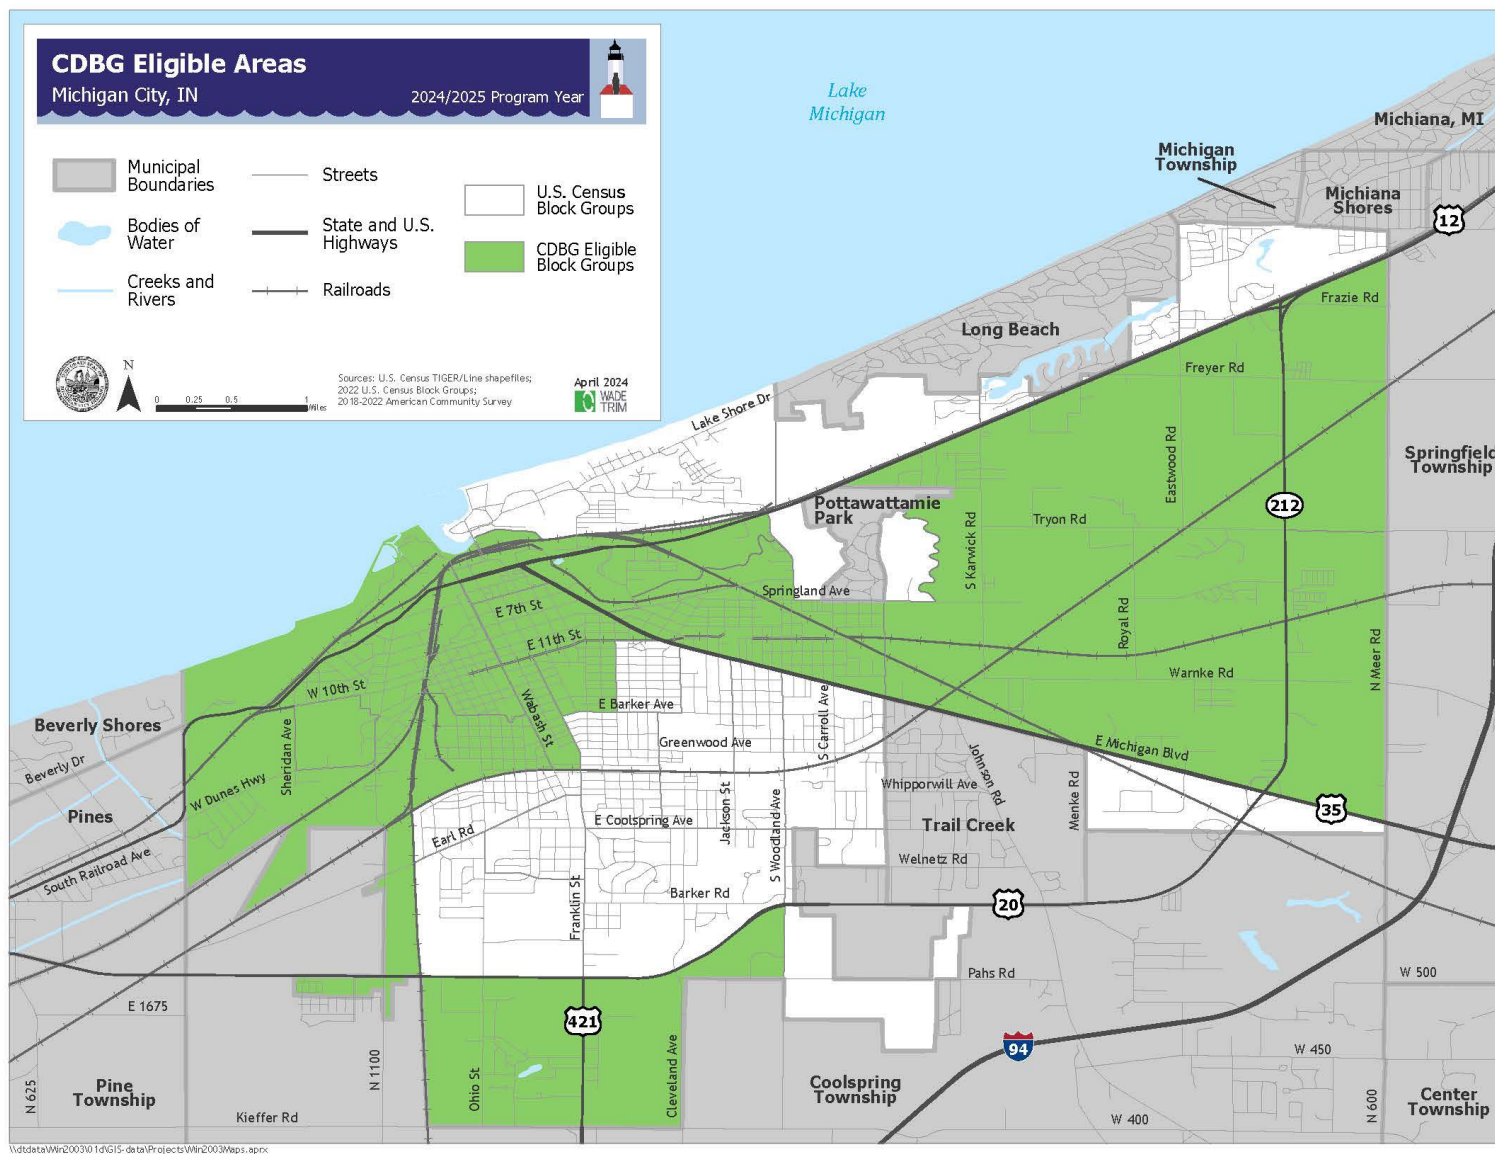 CDBG Eligible Areas
Michigan City, IN
2024/2025 Program Year
Municipal
Boundaries
Bodies of
Water
Creeks and
Rivers
Streets
State and U.S.
Highways
Railroads
U.S. Census
Block Groups
CDBG Eligible
Block Groups
N
0 0.25 0.5 1
Miles
Sources: U.S. Census TIGER/Line shapefiles;
2022 U.S. Census Block Groups;
2018-2022 American Community Survey
April 2024
WADE
TRIM
Lake
Michigan
Michiana, MI
Michigan
Township
Michiana
Shores
12
Frazie Rd
Long Beach
Freyer Rd
Lake Shore Dr
Eastwood Rd
Springfield
Township
Pottawattamie
Park
212
Tryon Rd
S Karwick Rd
Springland Ave
E 7th St
E 11th St
Royal Rd
N Meer Rd
Warnke Rd
W 10th St
Wabash St
E Barker Ave
S Carroll Ave
Beverly Shores
Beverly Dr
Sheridan Ave
Greenwood Ave
E Michigan Blvd
Johnson Rd
W Dunes Hwy
Whipporwill Ave
Menke Rd
Pines
Jackson St
S Woodland Ave
35
E Coolspring Ave
Trail Creek
Earl Rd
South Railroad Ave
Welnetz Rd
Franklin St
Barker Rd
20
Pahs Rd
W 500
E 1675
421
94
W 450
N 625
Pine
Township
N 1100
Ohio St
Cleveland Ave
Coolspring
Township
N 600
Center
Township
Kieffer Rd
W 400
\\dtdata\Win2003\01d\GIS-data\Projects\Win2003Maps.aprx